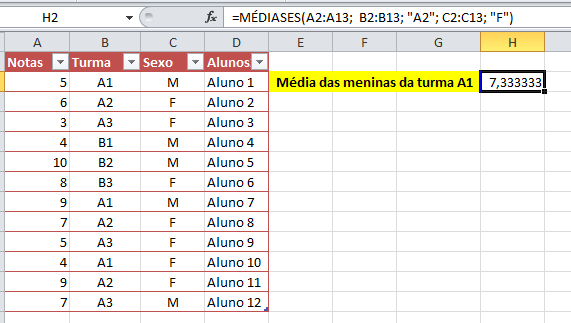 H2 fx =MÉDIASES(A2:A13;  B2:B13; "A2"; C2:C13; "F")
A B C D E F G H
Notas Turma Sexo Alunos
5 A1 M Aluno 1 Média das meninas da turma A1 7,333333
6 A2 F Aluno 2
3 A3 F Aluno 3
4 B1 M Aluno 4
10 B2 M Aluno 5
8 B3 F Aluno 6
9 A1 M Aluno 7
7 A2 F Aluno 8
5 A3 F Aluno 9
4 A1 F Aluno 10
9 A2 F Aluno 11
7 A3 M Aluno 12